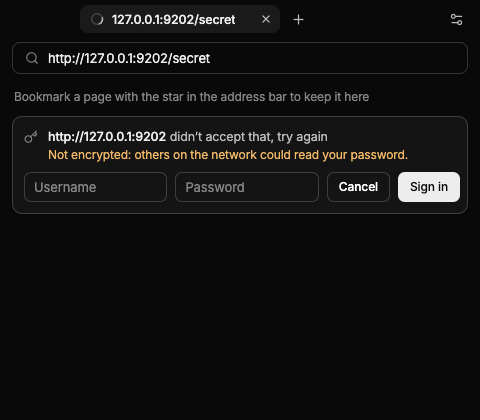 127.0.0.1:9202/secret
http://127.0.0.1:9202/secret
Bookmark a page with the star in the address bar to keep it here
http://127.0.0.1:9202 didn’t accept that, try again
Not encrypted: others on the network could read your password.
Username Password Cancel Sign in